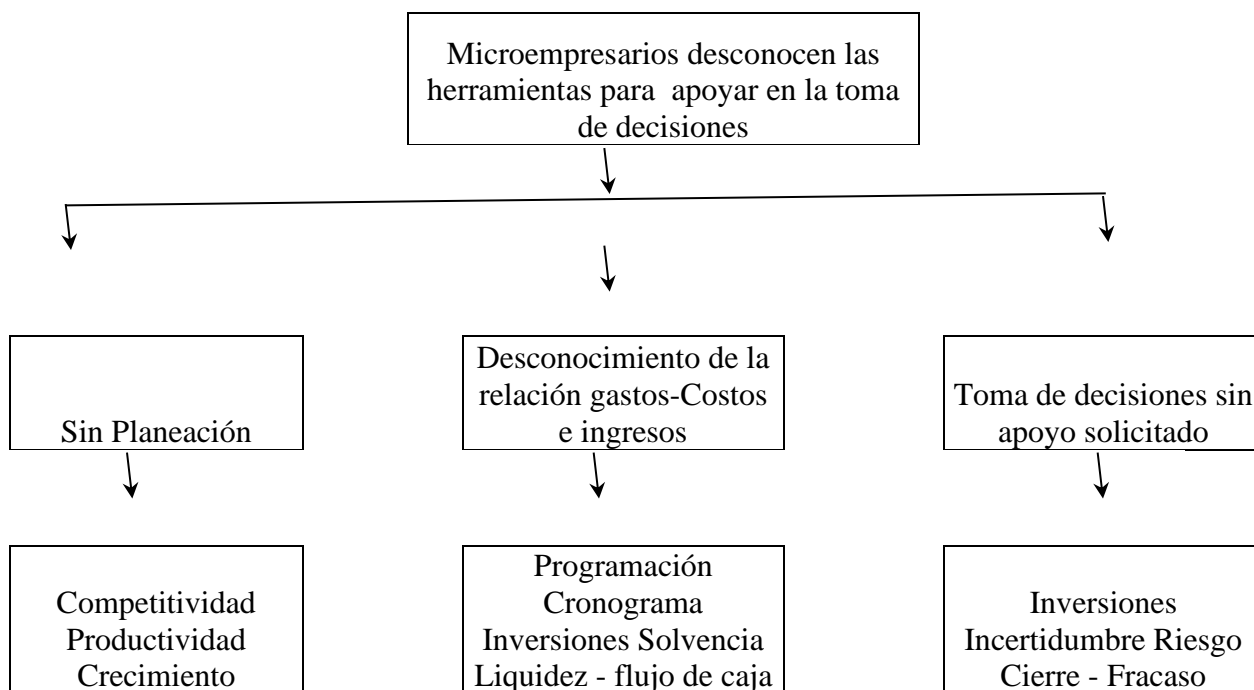 Microempresarios desconocen las
herramientas para apoyar en la toma
de decisiones
Sin Planeación
Desconocimiento de la
relación gastos-Costos
e ingresos
Toma de decisiones sin
apoyo solicitado
Competitividad
Productividad
Crecimiento
Programación
Cronograma
Inversiones Solvencia
Liquidez - flujo de caja
Inversiones
Incertidumbre Riesgo
Cierre - Fracaso